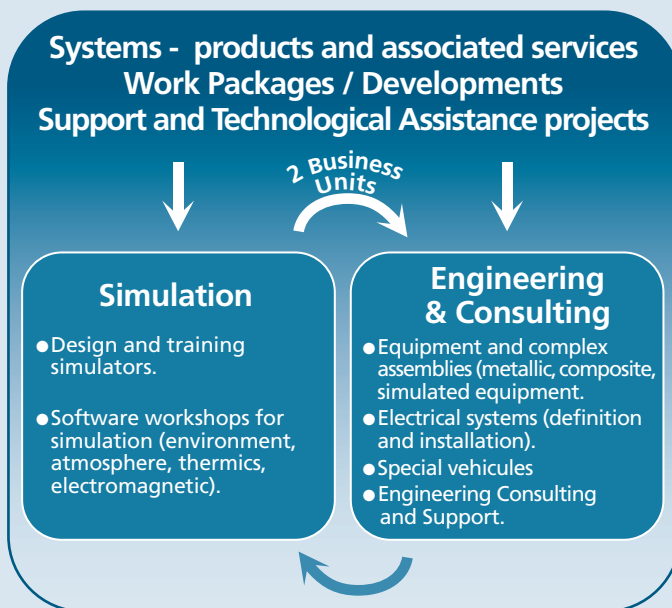 Systems - products and associated services
Work Packages / Developments
Support and Technological Assistance projects
2 Business
Units
Simulation
● Design and training
simulators.
● Software workshops for
simulation (environment,
atmosphere, thermics,
electromagnetic).
Engineering
& Consulting
● Equipment and complex
assemblies (metallic, composite,
simulated equipment.
● Electrical systems (definition
and installation).
● Special vehicules
● Engineering Consulting
and Support.